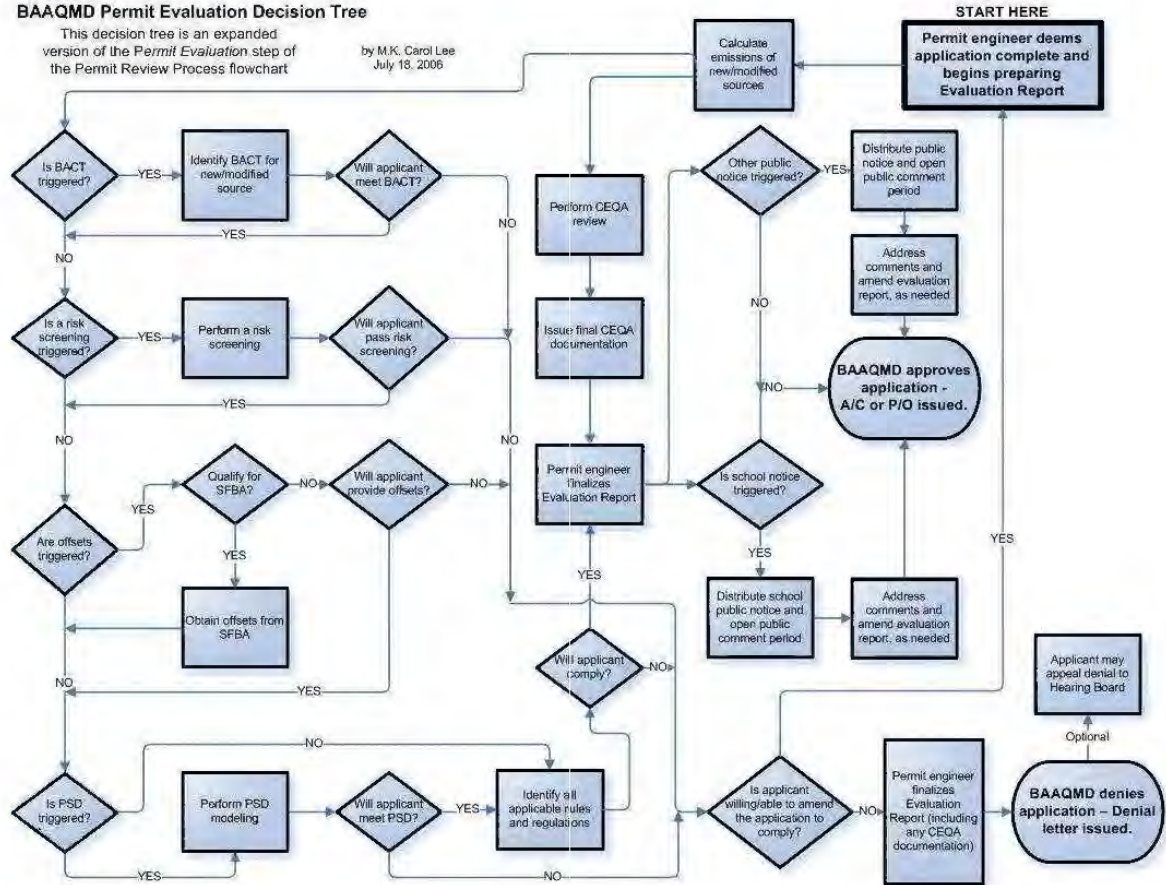 BAAQMD Permit Evaluation Decision Tree
This decision tree is an expanded
version of the Permit Evaluation step of
the Permit Review Process flowchart
by M.K. Carol Lee
July 18, 2006
START HERE
Permit engineer deems
application complete and
begins preparing
Evaluation Report
Calculate
emissions of
new/modified
sources
Is BACT
triggered?
YES
Identify BACT for
new/modified
source
Will applicant
meet BACT?
YES
NO
NO
Perform CEQA
review
Other public
notice triggered?
YES
Distribute public
notice and open
public comment
period
Address
comments and
amend evaluation
report, as needed
NO
Is a risk
screening
triggered?
YES
Perform a risk
screening
Will applicant
pass risk
screening?
YES
NO
NO
Issue final CEQA
documentation
BAAQMD approves
application -
A/C or P/O issued.
NO
Are offsets
triggered?
YES
Qualify for
SFBA?
NO
Will applicant
provide offsets?
NO
YES
Obtain offsets from
SFBA
NO
YES
Permit engineer
finalizes
Evaluation Report
Is school notice
triggered?
YES
Distribute school
public notice and
open public
comment period
Address
comments and
amend evaluation
report, as needed
YES
YES
Will applicant
comply?
NO
Is PSD
triggered?
NO
YES
Perform PSD
modeling
Will applicant
meet PSD?
YES
NO
Identify all
applicable rules
and regulations
Is applicant
willing/able to amend
the application to
comply?
NO
Permit engineer
finalizes
Evaluation
Report (including
any CEQA
documentation)
BAAQMD denies
application – Denial
letter issued.
Optional
Applicant may
appeal denial to
Hearing Board